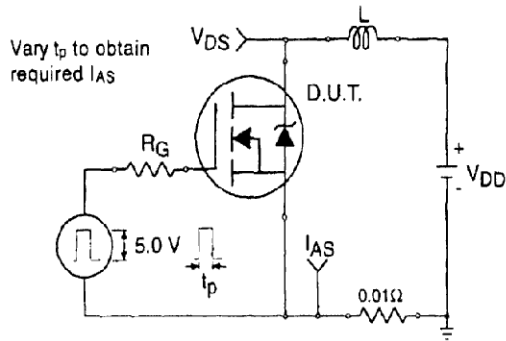 Vary tp to obtain
required IAS
VDS
L
D.U.T.
RG
+
VDD
-
5.0 V
tp
IAS
0.01Ω